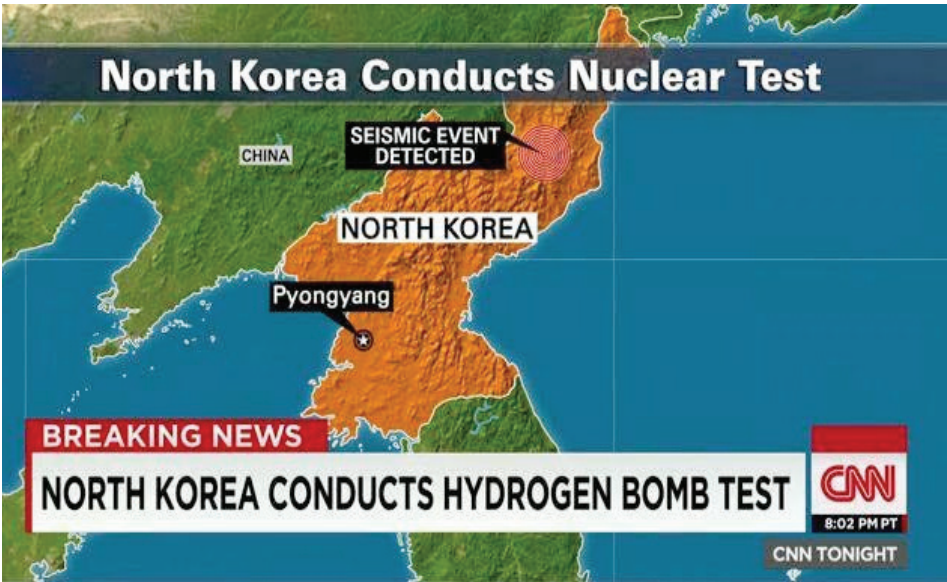 North Korea Conducts Nuclear Test
SEISMIC EVENT
DETECTED
CHINA
NORTH KOREA
Pyongyang
BREAKING NEWS
NORTH KOREA CONDUCTS HYDROGEN BOMB TEST
CNN
8:02 PM PT
CNN TONIGHT